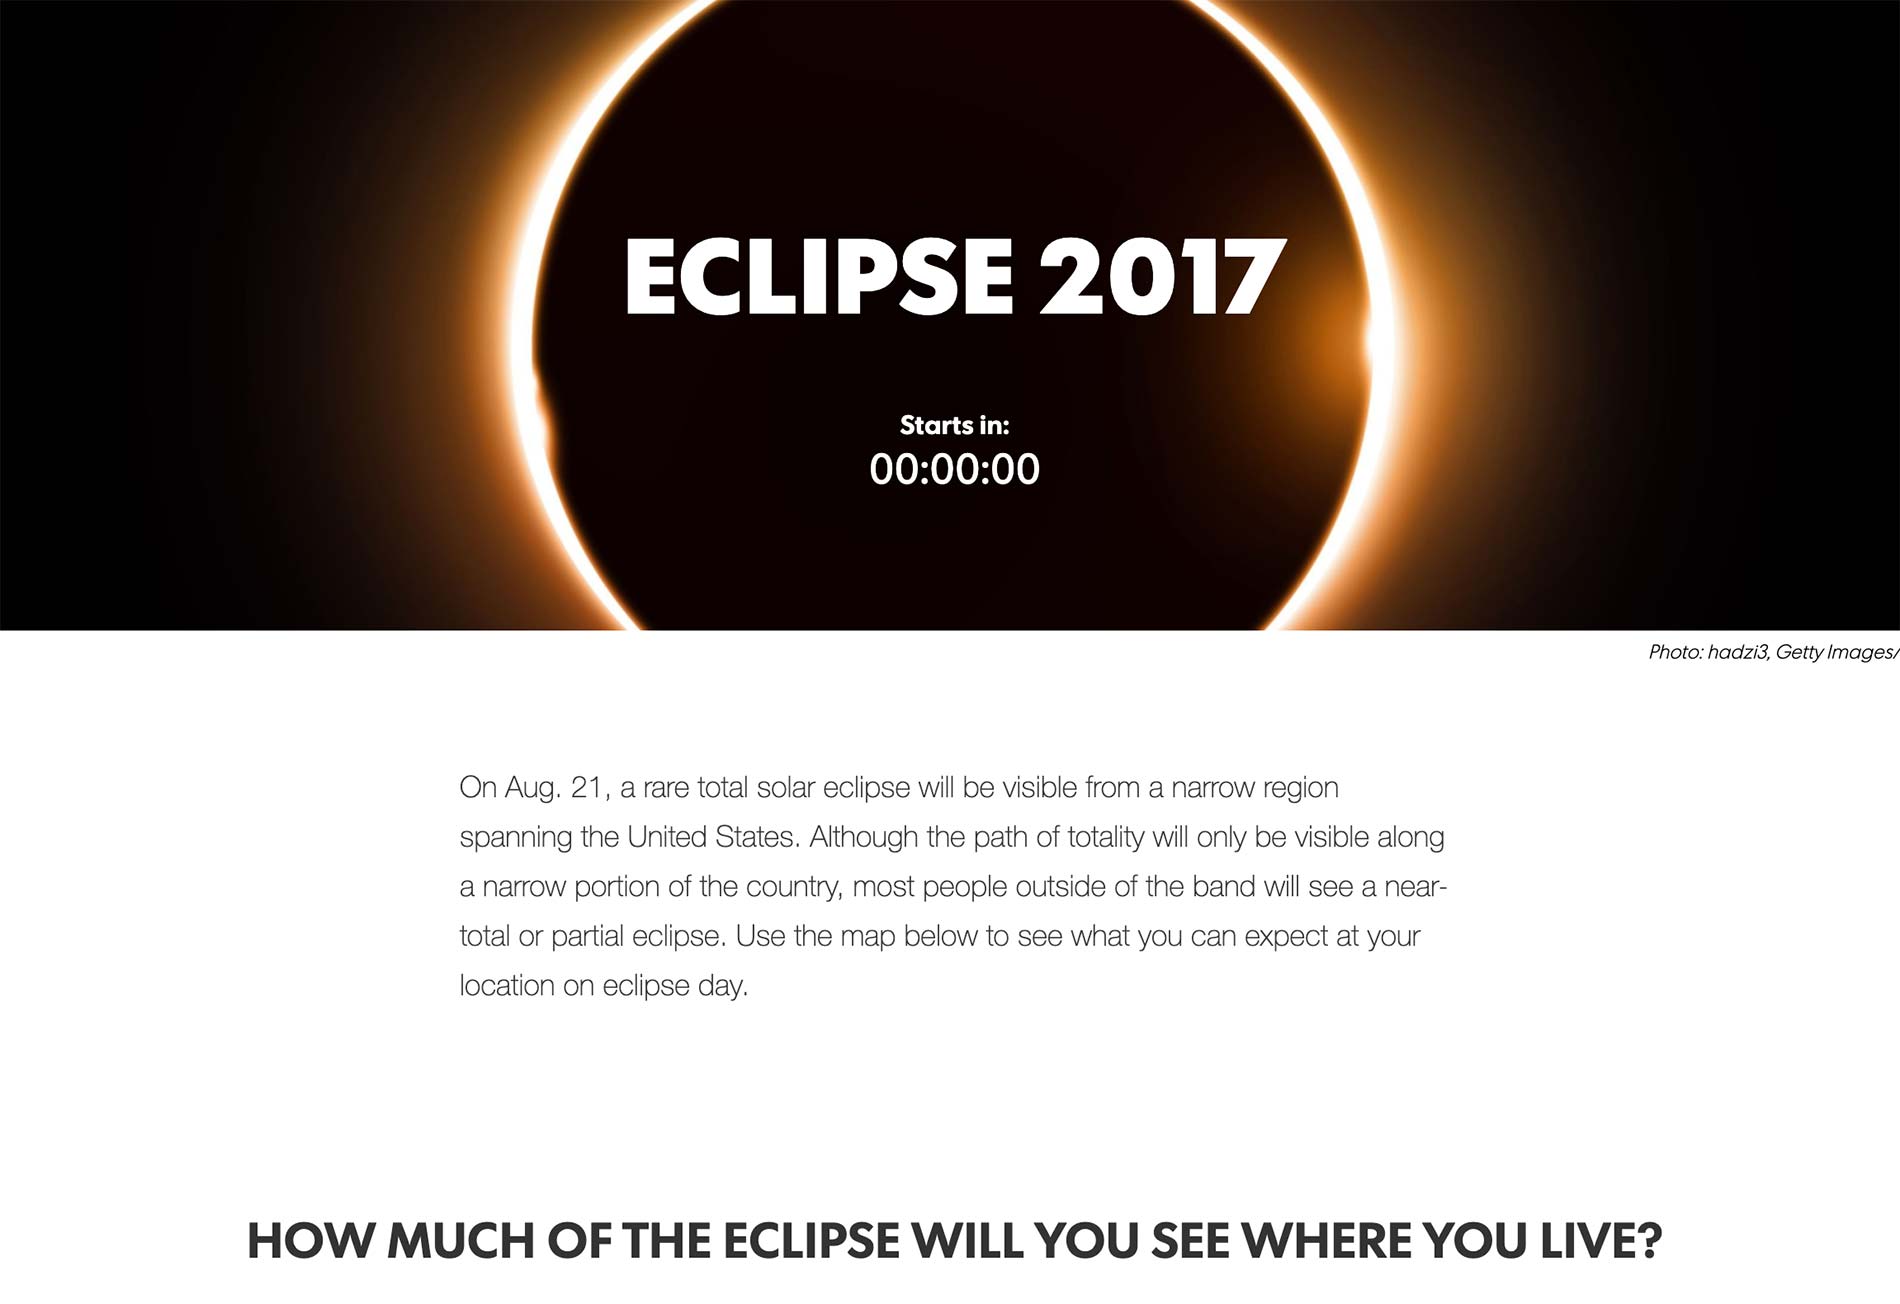 ECLIPSE 2017
Starts in:
00:00:00
Photo: hadzi3, Getty Images/
On Aug. 21, a rare total solar eclipse will be visible from a narrow region
spanning the United States. Although the path of totality will only be visible along
a narrow portion of the country, most people outside of the band will see a near-
total or partial eclipse. Use the map below to see what you can expect at your
location on eclipse day.
HOW MUCH OF THE ECLIPSE WILL YOU SEE WHERE YOU LIVE?